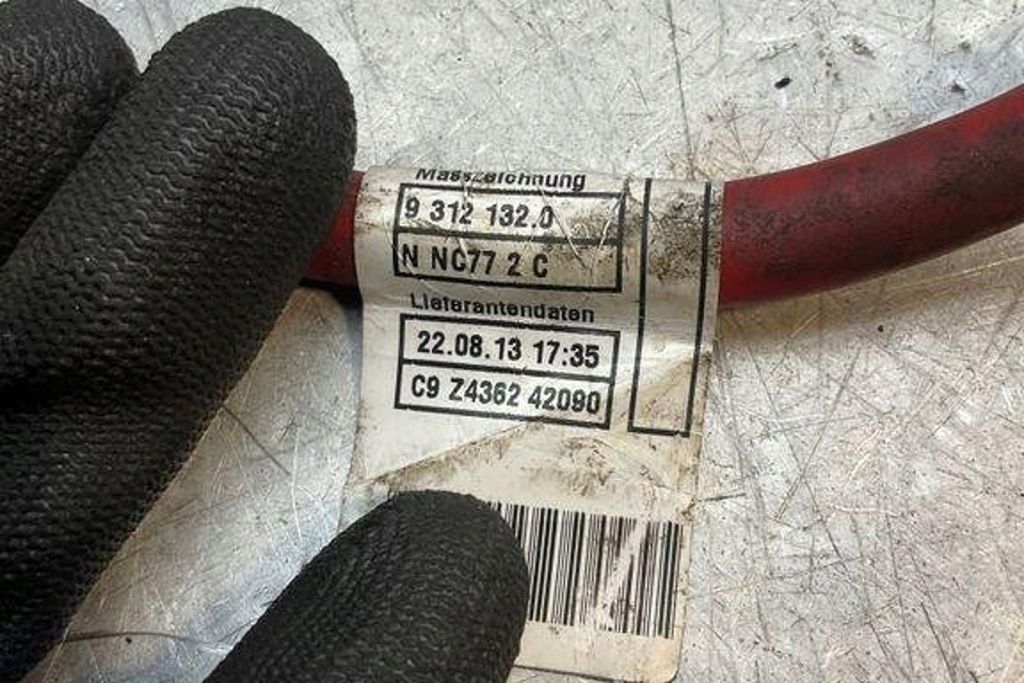 Masszeichnung
9 312 132.0
N NC77 2 C
Lieferantendaten
22.08.13 17:35
C9 Z4362 42090